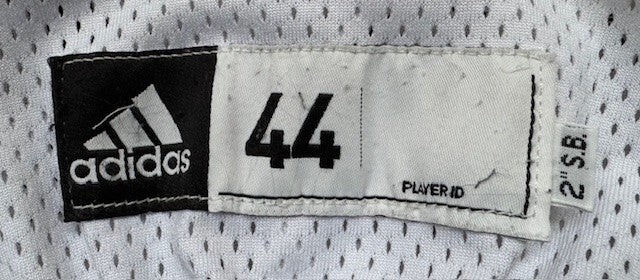 adidas
44
PLAYER ID
2" S.B.